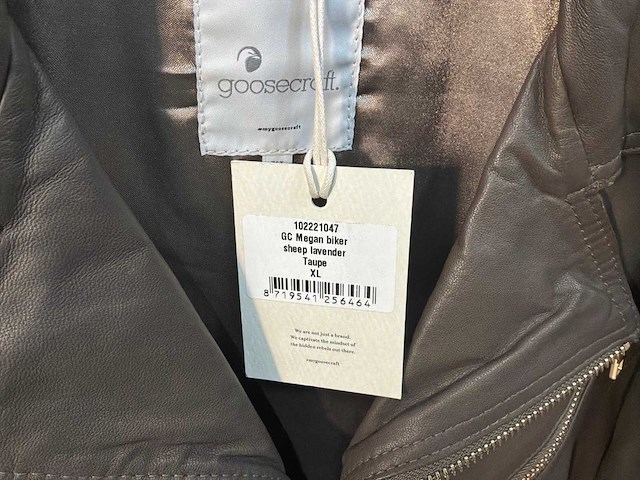 goosecraft.
#mygoosecraft
102221047
GC Megan biker
sheep lavender
Taupe
XL
8 719541 256464
We are not just a brand.
We captivate the mindset of
the hidden rebels out there.
#mygoosecraft